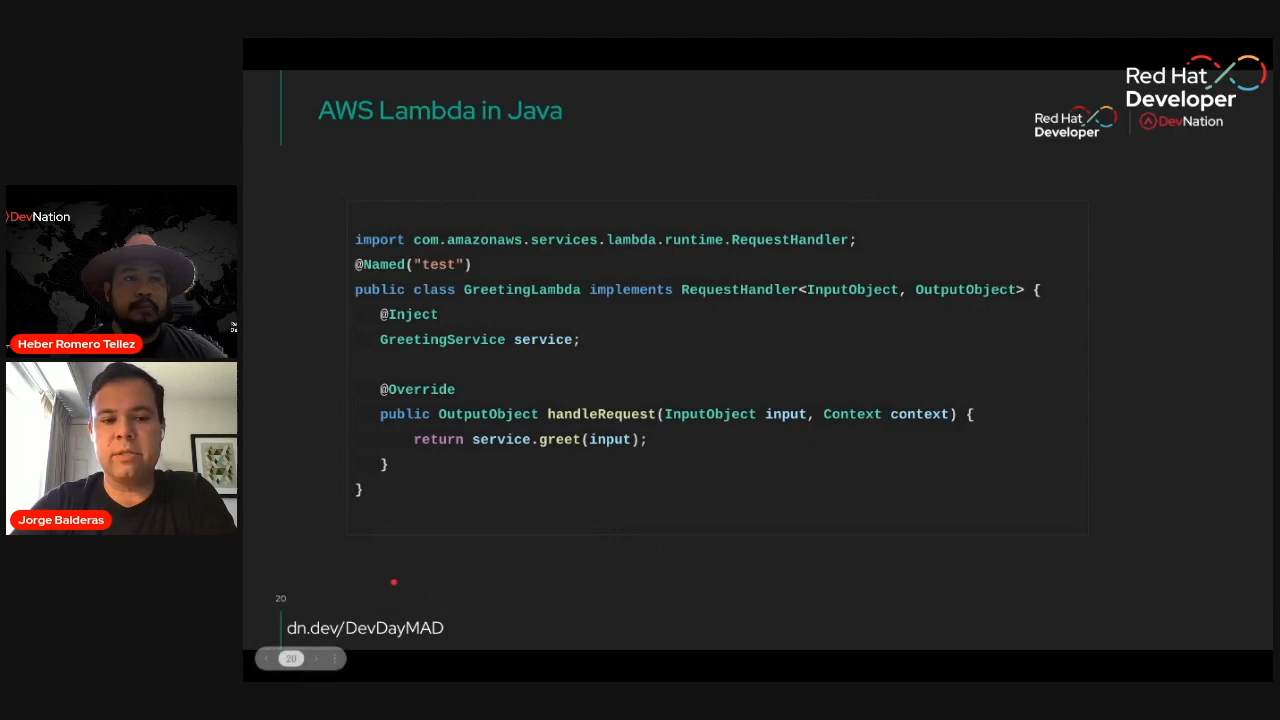 AWS Lambda in Java
Red Hat
Developer
Red Hat
Developer
DevNation
import com.amazonaws.services.lambda.runtime.RequestHandler;
@Named("test")
public class GreetingLambda implements RequestHandler<InputObject, OutputObject> {
@Inject
GreetingService service;
@Override
public OutputObject handleRequest(InputObject input, Context context) {
return service.greet(input);
}
}
DevNation
Heber Romero Tellez
Jorge Balderas
20
dn.dev/DevDayMAD
20